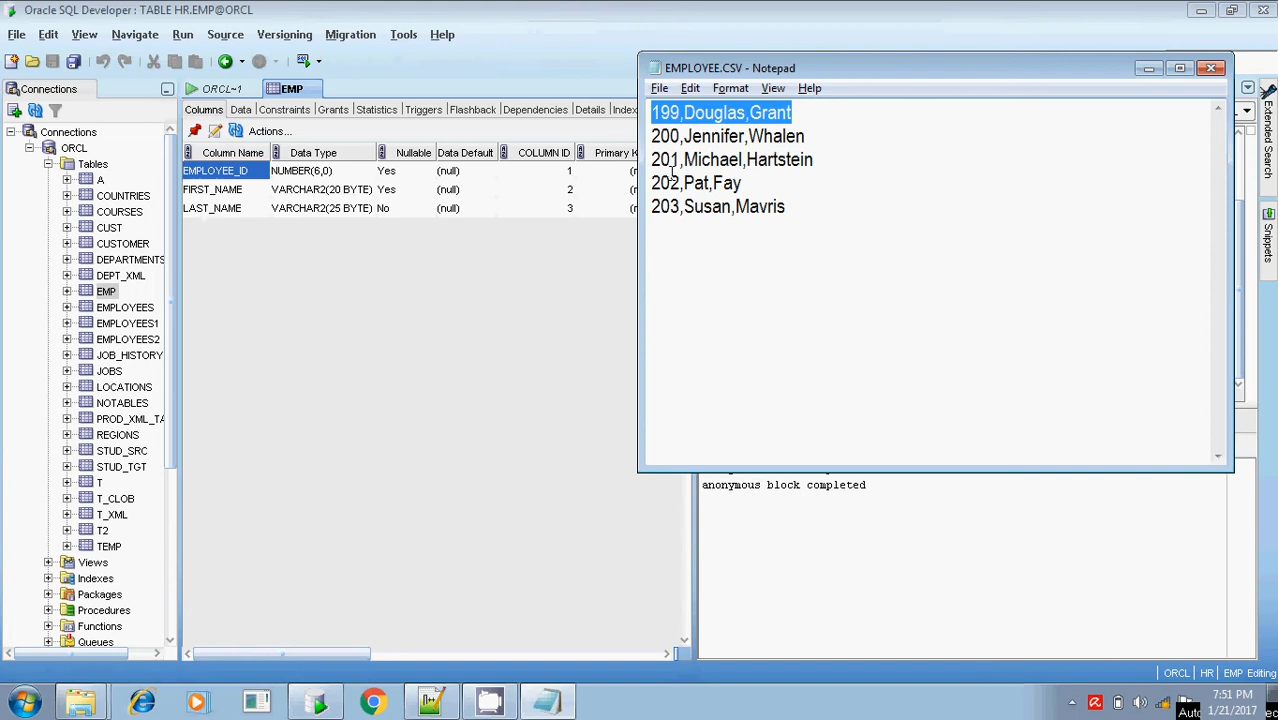 Oracle SQL Developer : TABLE HR.EMP@ORCL
File Edit View Navigate Run Source Versioning Migration Tools Help
Connections
ORCL~1
EMP
Columns Data Constraints Grants Statistics Triggers Flashback Dependencies Details Index
Actions...
Column Name Data Type Nullable Data Default COLUMN ID Primary K
EMPLOYEE_ID NUMBER(6,0) Yes (null) 1 (n
FIRST_NAME VARCHAR2(20 BYTE) Yes (null) 2 (n
LAST_NAME VARCHAR2(25 BYTE) No (null) 3 (n
Connections
ORCL
Tables
A
COUNTRIES
COURSES
CUST
CUSTOMER
DEPARTMENTS
DEPT_XML
EMP
EMPLOYEES
EMPLOYEES1
EMPLOYEES2
JOB_HISTORY
JOBS
LOCATIONS
NOTABLES
PROD_XML_TA
REGIONS
STUD_SRC
STUD_TGT
T
T_CLOB
T_XML
T2
TEMP
Views
Indexes
Packages
Procedures
Functions
Queues
EMPLOYEE.CSV - Notepad
File Edit Format View Help
199,Douglas,Grant
200,Jennifer,Whalen
201,Michael,Hartstein
202,Pat,Fay
203,Susan,Mavris
anonymous block completed
Extended Search
Snippets
ORCL HR EMP Editing
7:51 PM
1/21/2017